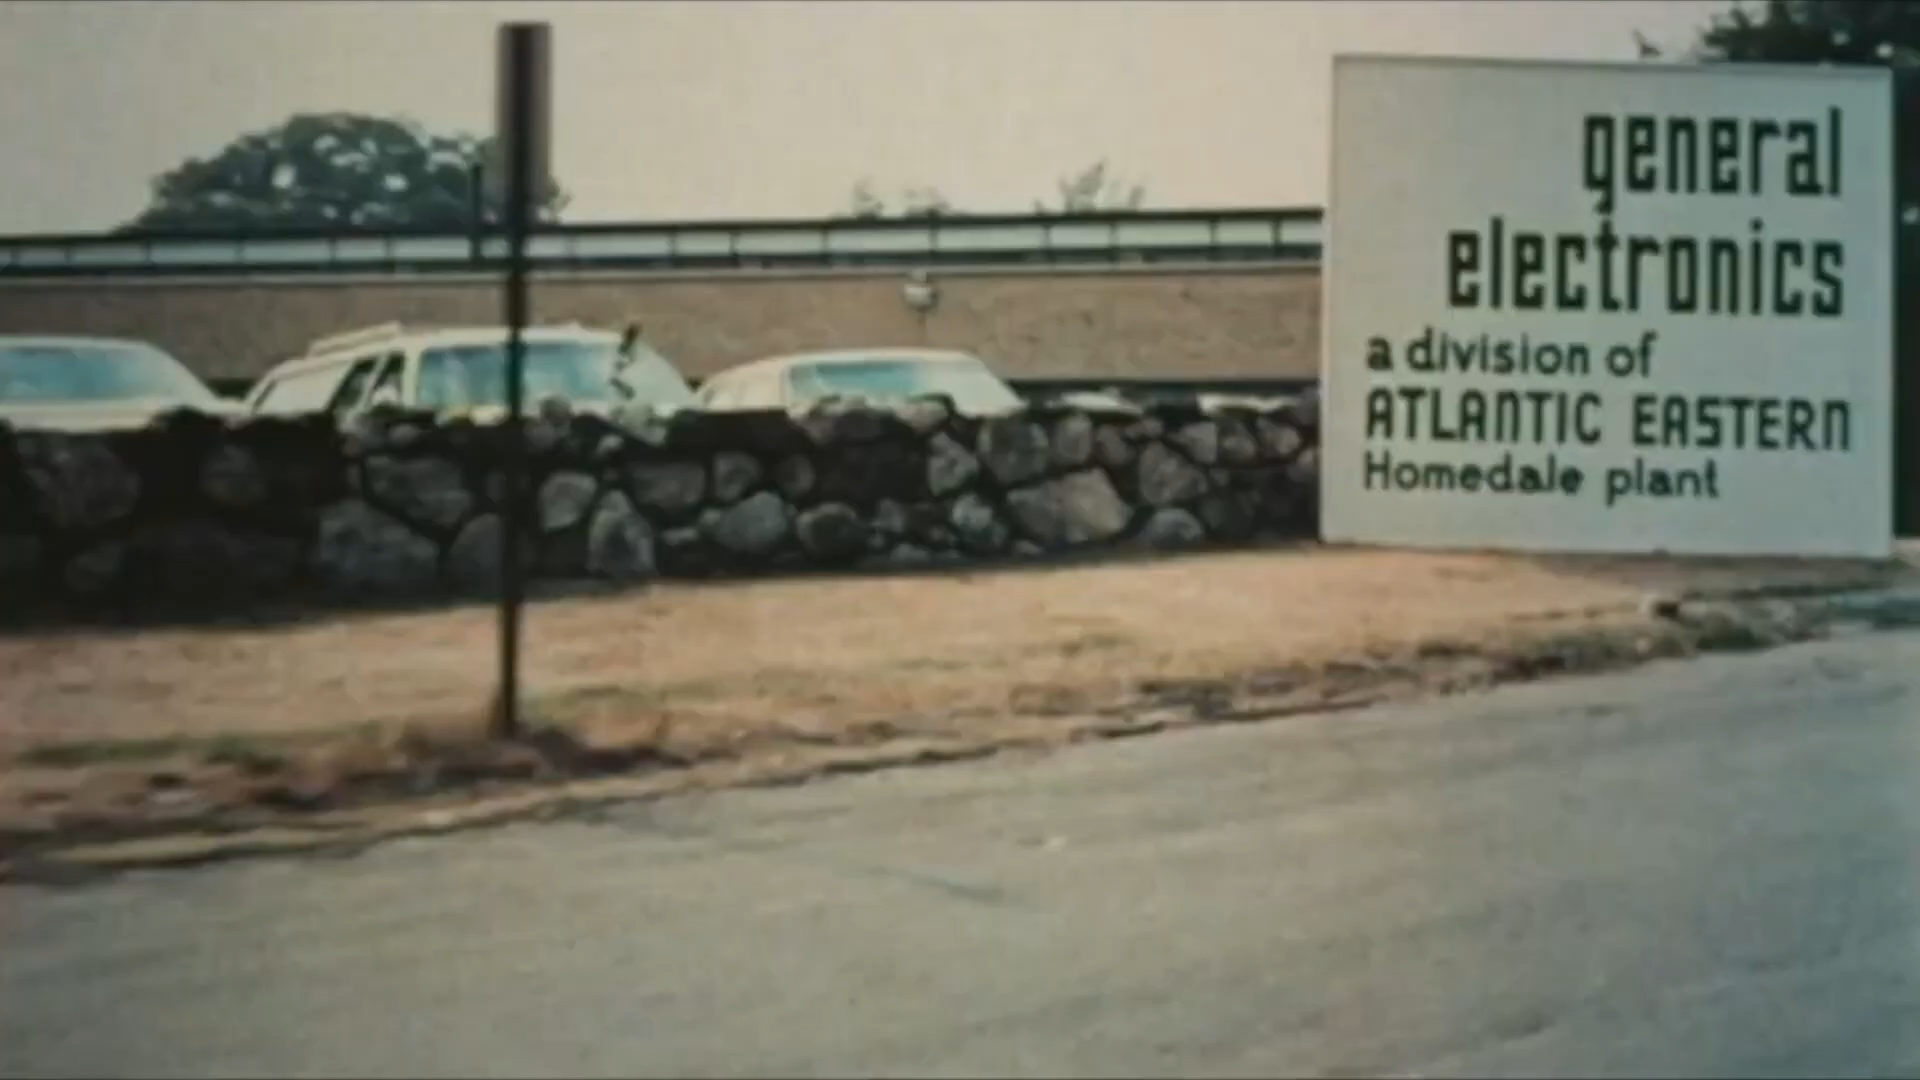 general
electronics
a division of
ATLANTIC EASTERN
Homedale plant